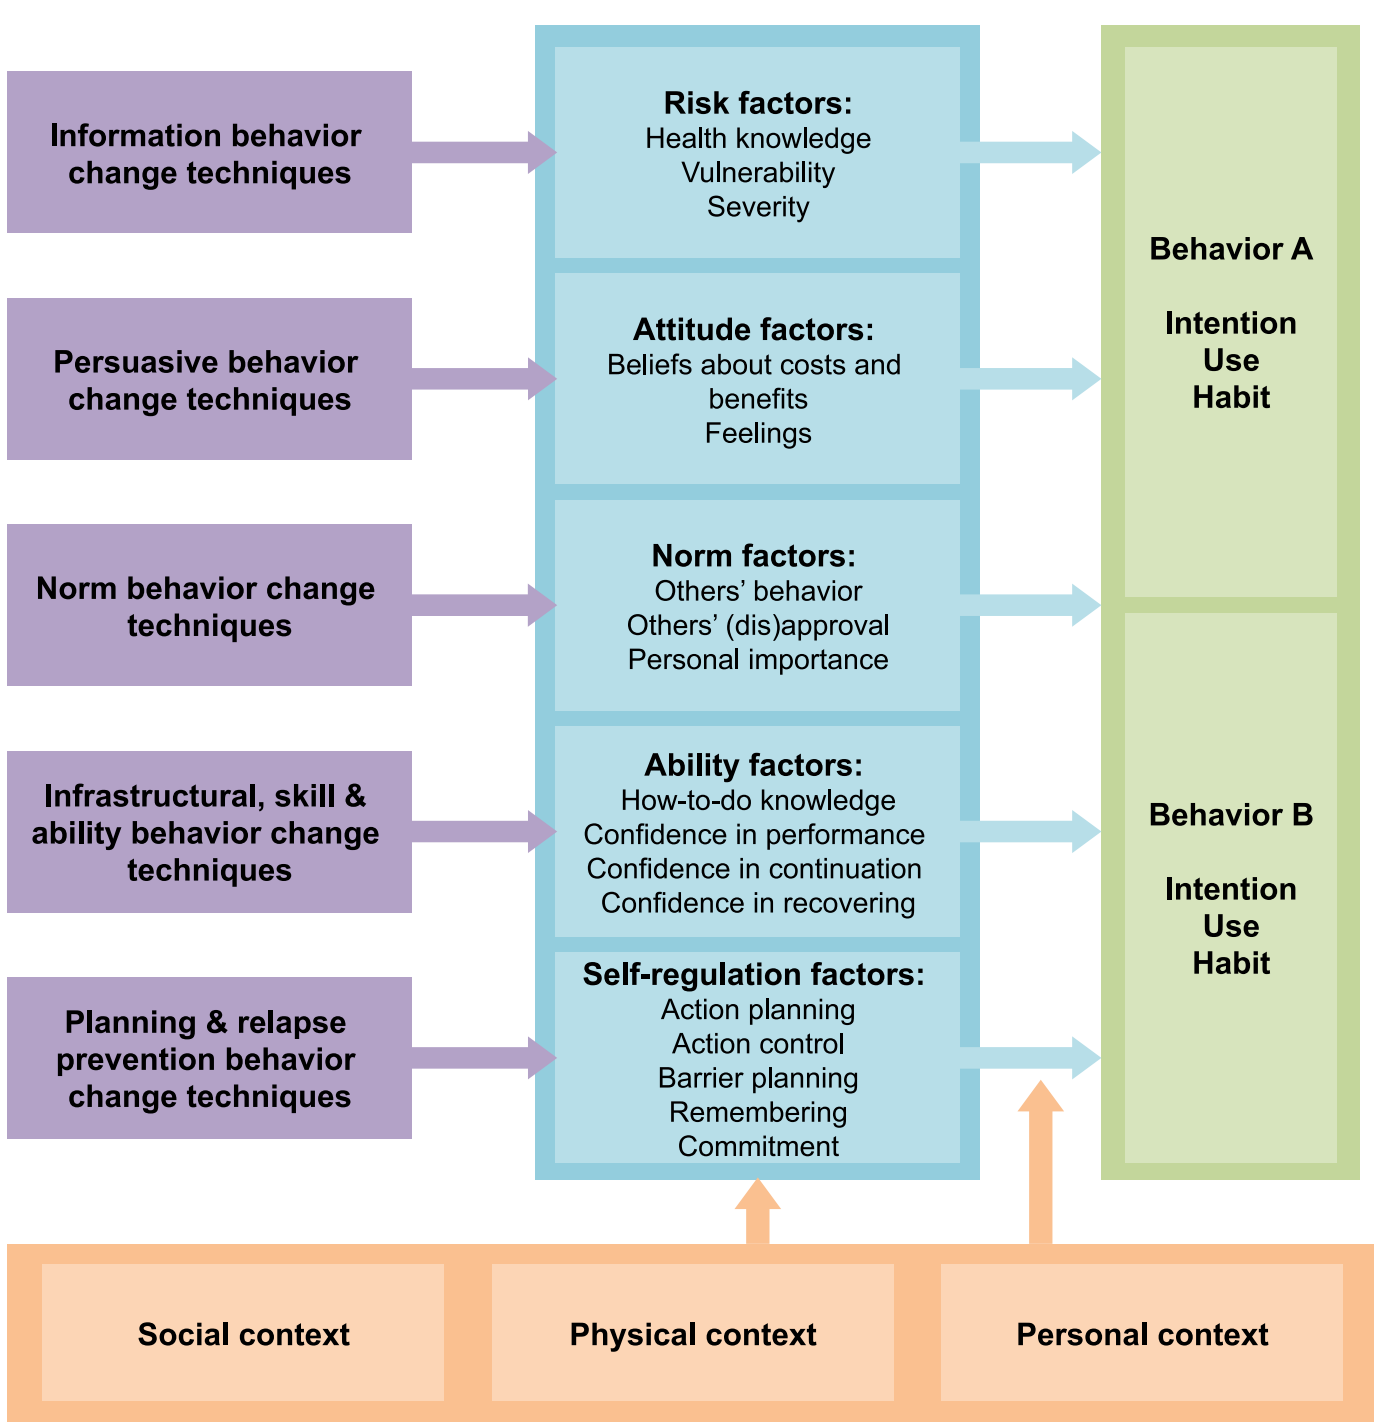 Information behavior
change techniques
Risk factors:
Health knowledge
Vulnerability
Severity
Persuasive behavior
change techniques
Attitude factors:
Beliefs about costs and
benefits
Feelings
Norm behavior change
techniques
Norm factors:
Others’ behavior
Others’ (dis)approval
Personal importance
Infrastructural, skill &
ability behavior change
techniques
Ability factors:
How-to-do knowledge
Confidence in performance
Confidence in continuation
Confidence in recovering
Planning & relapse
prevention behavior
change techniques
Self-regulation factors:
Action planning
Action control
Barrier planning
Remembering
Commitment
Behavior A
Intention
Use
Habit
Behavior B
Intention
Use
Habit
Social context
Physical context
Personal context